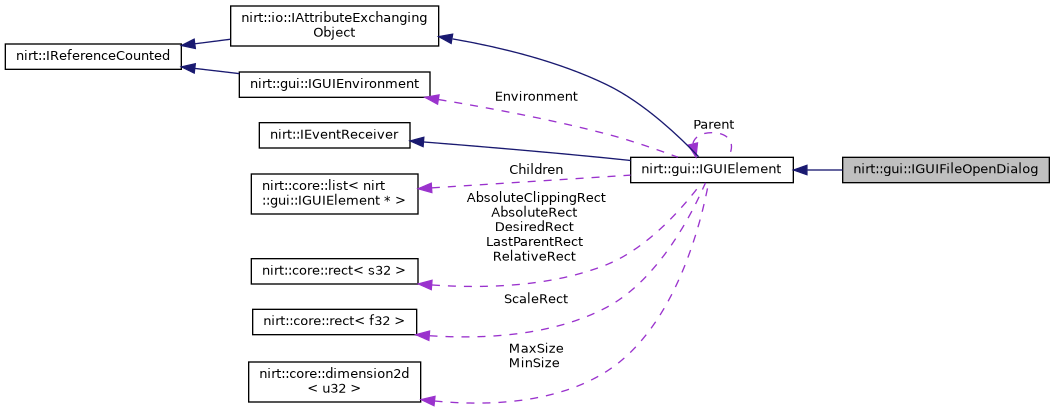 nirt::io::IAttributeExchanging
Object
nirt::IReferenceCounted
nirt::gui::IGUIEnvironment
Environment
nirt::IEventReceiver
Parent
nirt::gui::IGUIElement
nirt::gui::IGUIFileOpenDialog
Children
nirt::core::list< nirt
::gui::IGUIElement * >
AbsoluteClippingRect
AbsoluteRect
DesiredRect
LastParentRect
RelativeRect
nirt::core::rect< s32 >
ScaleRect
nirt::core::rect< f32 >
MaxSize
MinSize
nirt::core::dimension2d
< u32 >